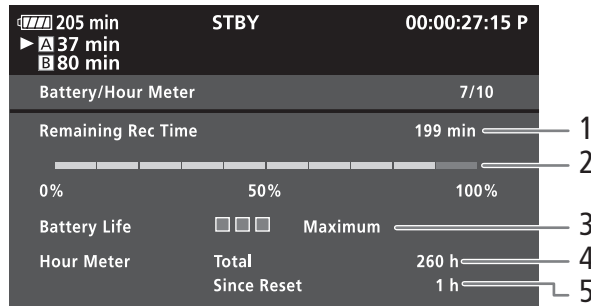 205 min STBY 00:00:27:15 P
A 37 min
B 80 min
Battery/Hour Meter 7/10
Remaining Rec Time 199 min 1
2
0% 50% 100%
Battery Life Maximum 3
Hour Meter Total 260 h 4
Since Reset 1 h 5